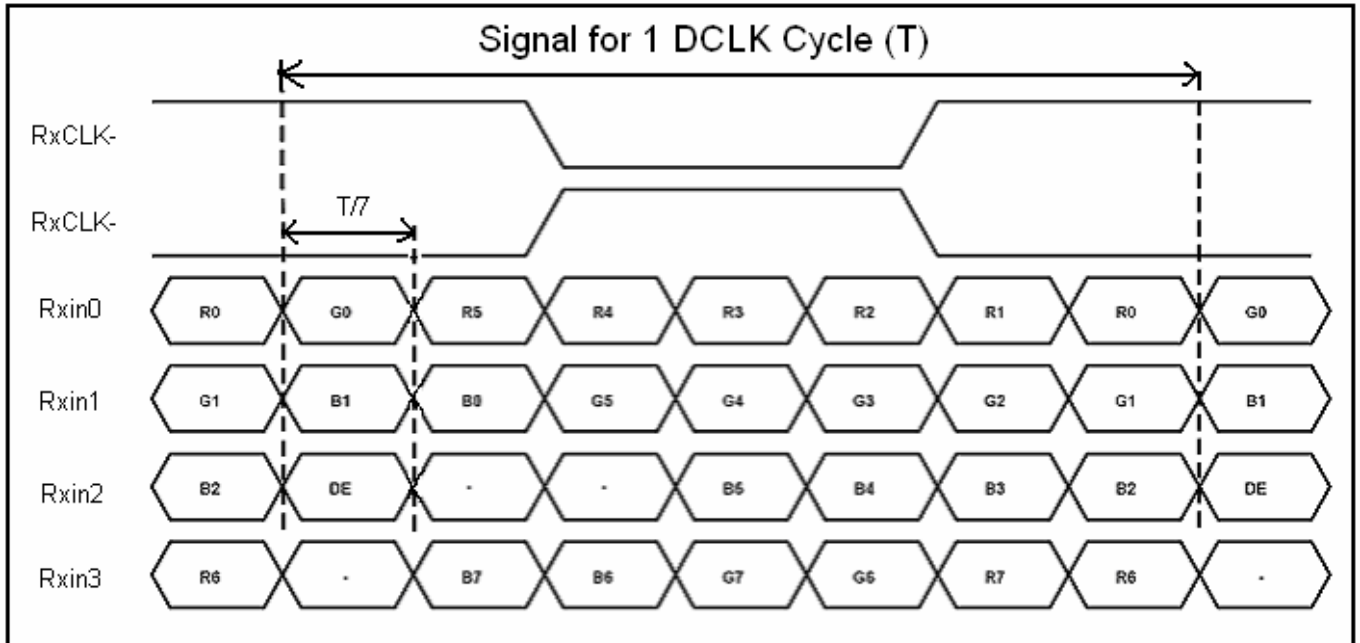 Signal for 1 DCLK Cycle (T)
RxCLK-
RxCLK-
T/7
Rxin0 R0 G0 R5 R4 R3 R2 R1 R0 G0
Rxin1 G1 B1 B0 G5 G4 G3 G2 G1 B1
Rxin2 B2 DE - - B5 B4 B3 B2 DE
Rxin3 R6 - B7 B6 G7 G6 R7 R6 -